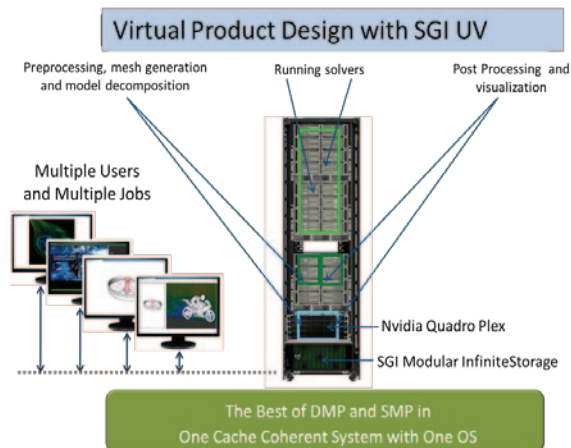 Virtual Product Design with SGI UV
Preprocessing, mesh generation
and model decomposition
Running solvers
Post Processing and
visualization
Multiple Users
and Multiple Jobs
Nvidia Quadro Plex
SGI Modular InfiniteStorage
The Best of DMP and SMP in
One Cache Coherent System with One OS